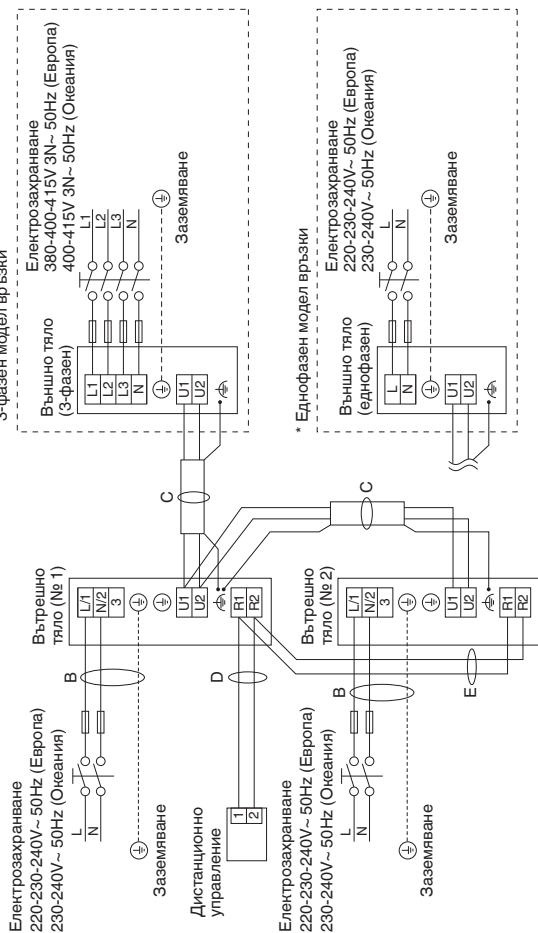 3-фазен модел връзки
Електрозахранване
380-400-415V 3N~ 50Hz (Европа)
400-415V 3N~ 50Hz (Океания)
Външно тяло
(3-фазен)
L1
L2
L3
N
L1
L2
L3
N
Заземяване
U1
U2
* Еднофазен модел връзки
Електрозахранване
220-230-240V~ 50Hz (Европа)
230-240V~ 50Hz (Океания)
Външно тяло
(еднофазен)
L
N
L
N
Заземяване
U1
U2
C
C
Вътрешно
тяло (№ 1)
L/1
N/2
3
U1
U2
R1
R2
Вътрешно
тяло (№ 2)
L/1
N/2
3
U1
U2
R1
R2
B
D
B
E
Електрозахранване
220-230-240V~ 50Hz (Европа)
230-240V~ 50Hz (Океания)
L
N
Заземяване
Дистанционно
управление
1
2
Електрозахранване
220-230-240V~ 50Hz (Европа)
230-240V~ 50Hz (Океания)
L
N
Заземяване